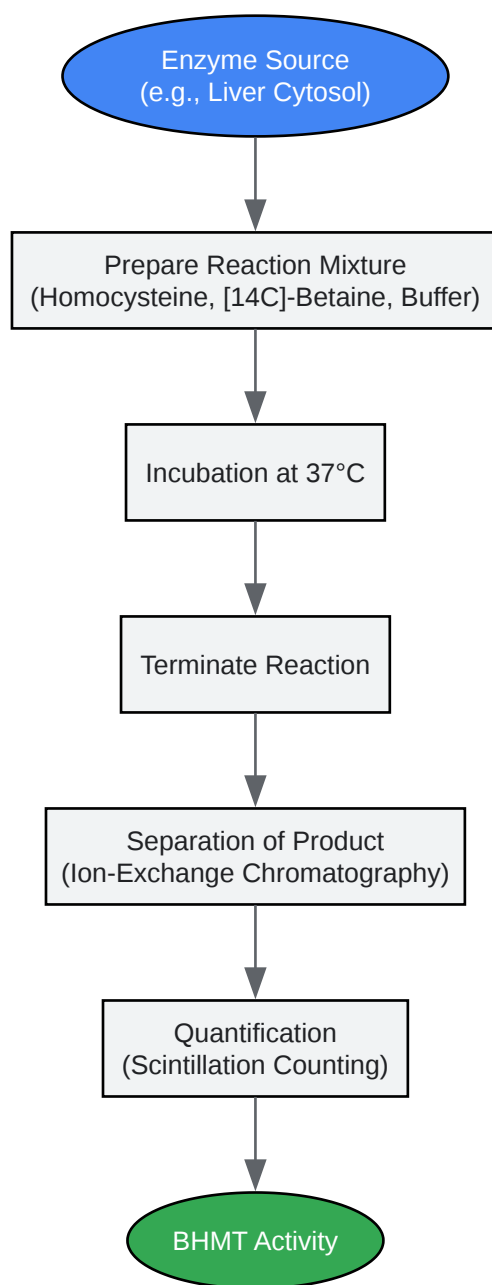 Enzyme Source
(e.g., Liver Cytosol)
Prepare Reaction Mixture
(Homocysteine, [14C]-Betaine, Buffer)
Incubation at 37°C
Terminate Reaction
Separation of Product
(Ion-Exchange Chromatography)
Quantification
(Scintillation Counting)
BHMT Activity